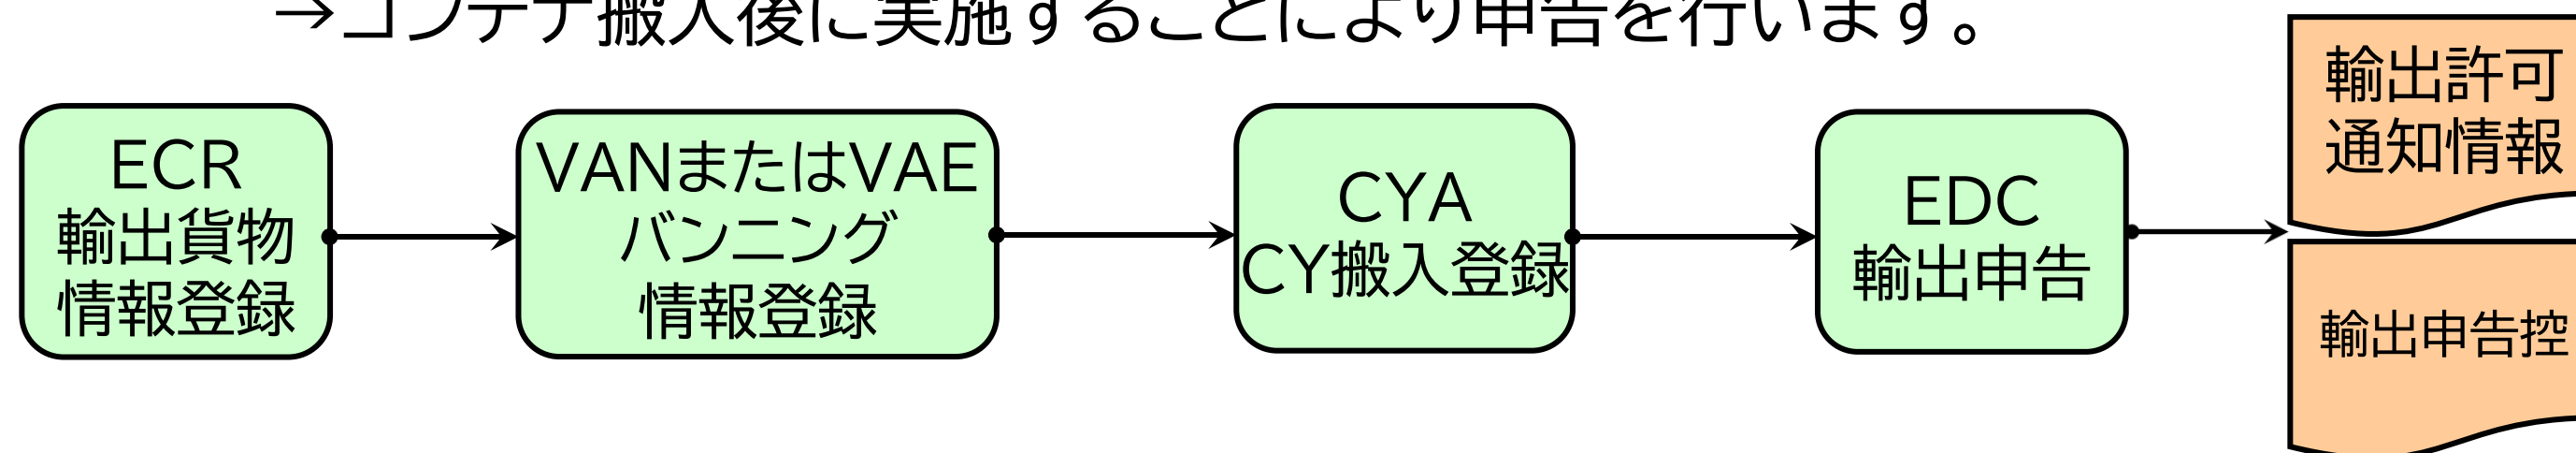 →コンテナ搬入後に実施することにより申告を行います。
ECR
輸出貨物
情報登録
VANまたはVAE
バンニング
情報登録
CYA
CY搬入登録
EDC
輸出申告
輸出許可
通知情報
輸出申告控